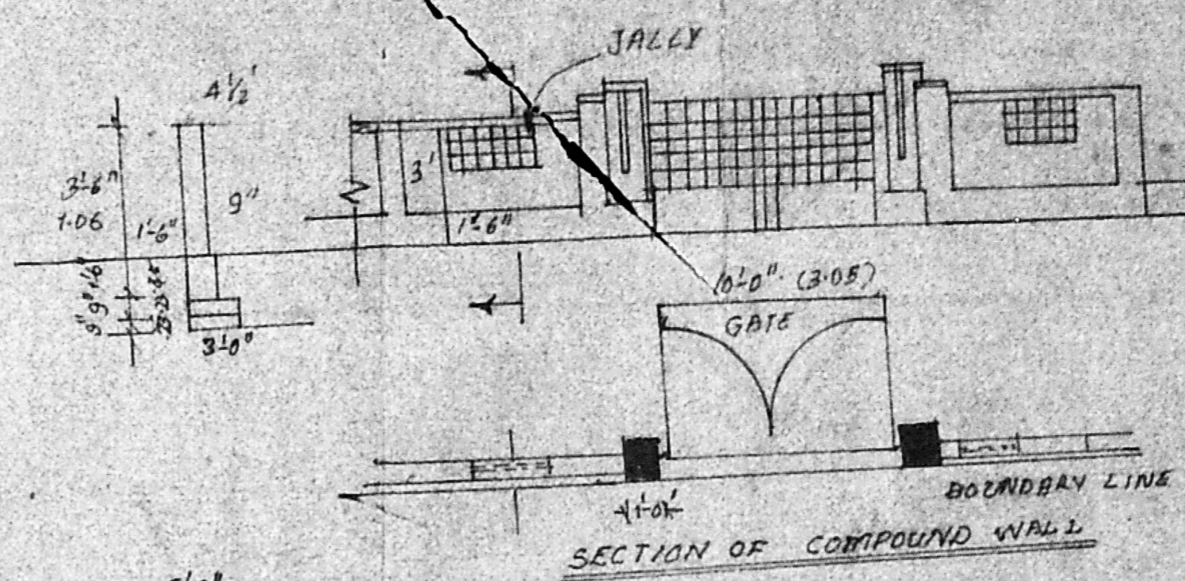 JALLY
4½'
3'-6"
1.06
9"
1'-6"
3'
1'-6"
3'-0"
10'-0" (3.05)
GATE
1'-0"
BOUNDARY LINE
SECTION OF COMPOUND WALL